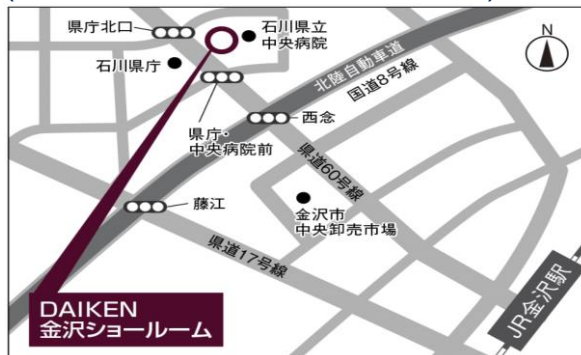 県庁北口
石川県立
中央病院
N
石川県庁
北陸自動車道
国道8号線
県庁・
中央病院前
西念
県道60号線
藤江
金沢市
中央卸売市場
県道17号線
JR金沢駅
DAIKEN
金沢ショールーム